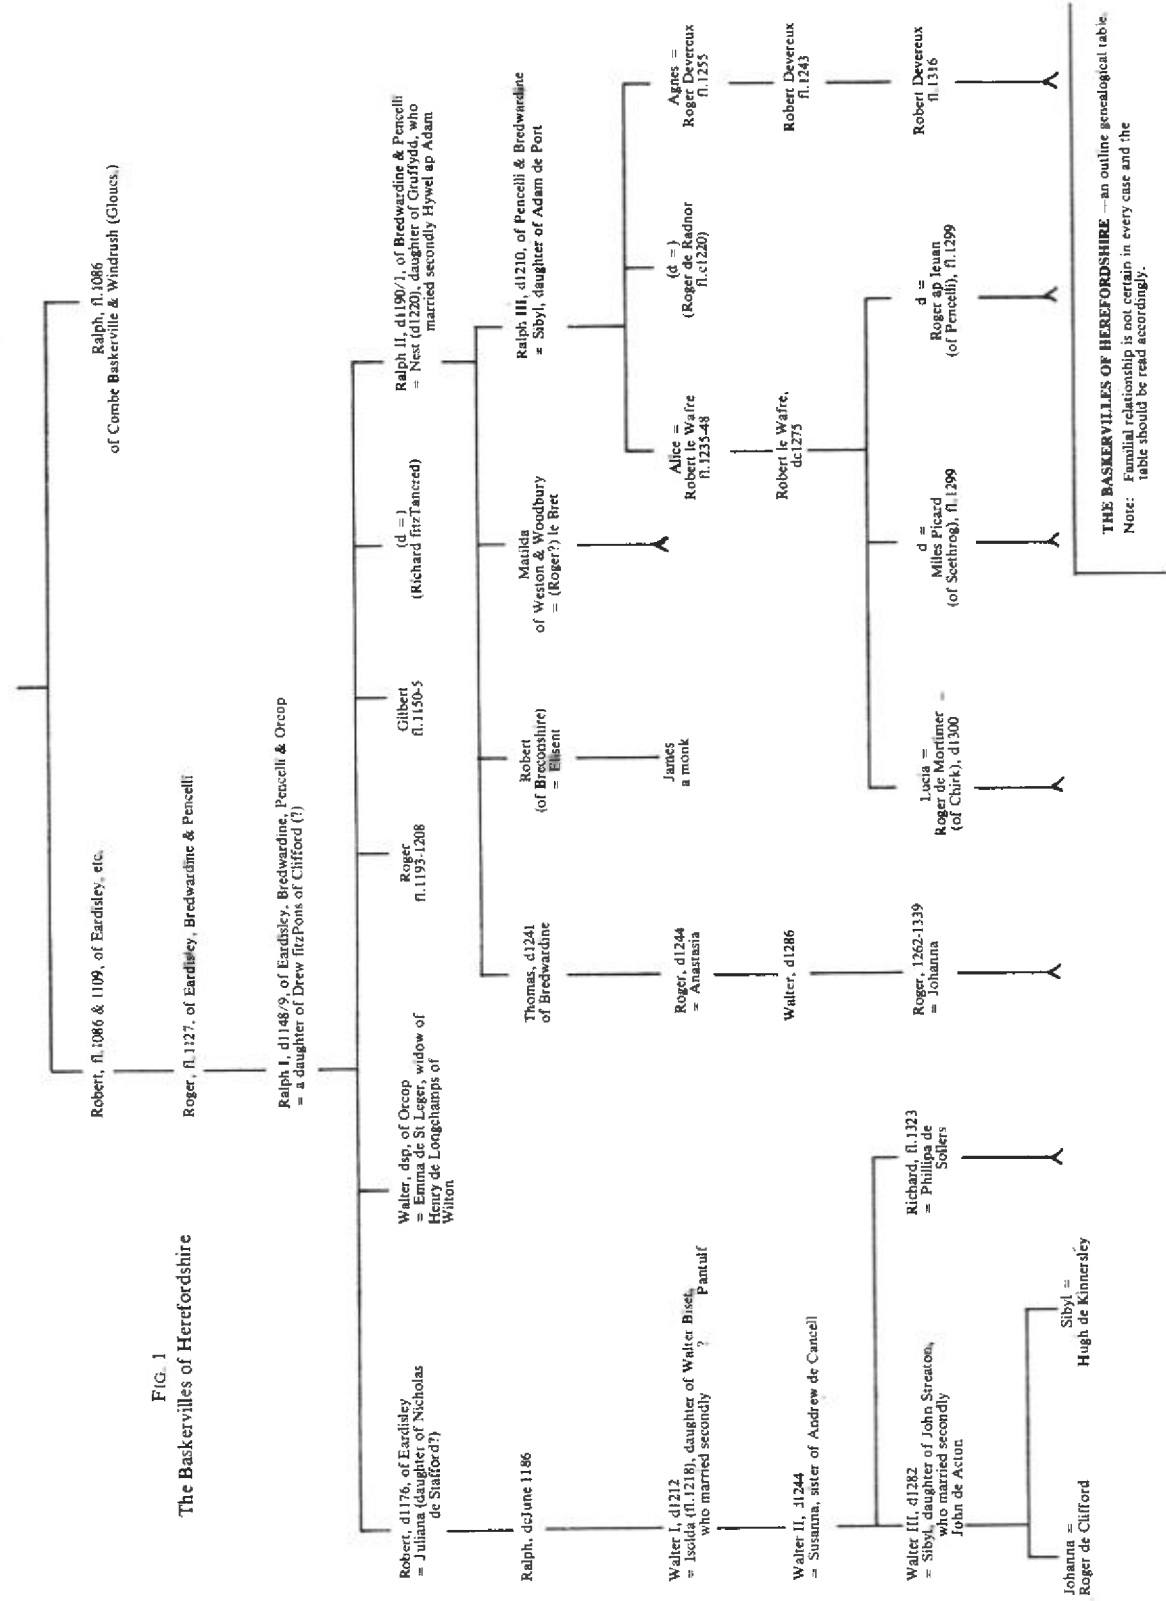 FIG. 1
The Baskervilles of Herefordshire
Robert, fl.1086 & 1109, of Eardisley, etc.
Ralph, fl.1086
of Combe Baskerville & Windrush (Gloucs.)
Roger, fl.1127, of Eardisley, Bredwardine & Pencelli
Ralph I, d1148/9, of Eardisley, Bredwardine, Pencelli & Orcop
= a daughter of Drew fitzPons of Clifford (?)
Robert, d1176, of Eardisley
= Juliana (daughter of Nicholas
de Stafford?)
Walter, dsp, of Orcop
= Emma de St Leger, widow of
Henry de Longchamps of
Wilton
Roger
fl.1193-1208
Gilbert
fl.1150-5
(d =)
(Richard fitzTancred)
Ralph II, d1190/1, of Bredwardine & Pencelli
= Nest (d1220), daughter of Gruffydd, who
married secondly Hywel ap Adam
Ralph, dcJune 1186
Thomas, d1241
of Bredwardine
Robert
(of Breconshire)
= Elisent
Matilda
of Weston & Woodbury
= (Roger?) le Bret
Ralph III, d1210, of Pencelli & Bredwardine
= Sibyl, daughter of Adam de Port
Walter I, d1212
= Isolda (fl.1218), daughter of Walter Biset,
who married secondly ? Pantulf
Roger, d1244
= Anastasia
James
a monk
Alice =
Robert le Wafre
fl.1235-48
(d =)
(Roger de Radnor
fl.c1220)
Agnes =
Roger Devereux
fl.1255
Walter II, d1244
= Susanna, sister of Andrew de Cancell
Walter, d1286
Robert le Wafre,
dc1275
Robert Devereux
fl.1243
Walter III, d1282
= Sibyl, daughter of John Streaton,
who married secondly
John de Acton
Richard, fl.1323
= Phillipa de
Sollers
Roger, 1262-1339
= Johanna
Lucia =
Roger de Mortimer
(of Chirk), d1300
d =
Miles Picard
(of Scethrog), fl.1299
d =
Roger ap Ieuan
(of Pencelli), fl.1299
Robert Devereux
fl.1316
Johanna =
Roger de Clifford
Sibyl =
Hugh de Kinnersley
THE BASKERVILLES OF HEREFORDSHIRE —an outline genealogical table.
Note: Familial relationship is not certain in every case and the
table should be read accordingly.